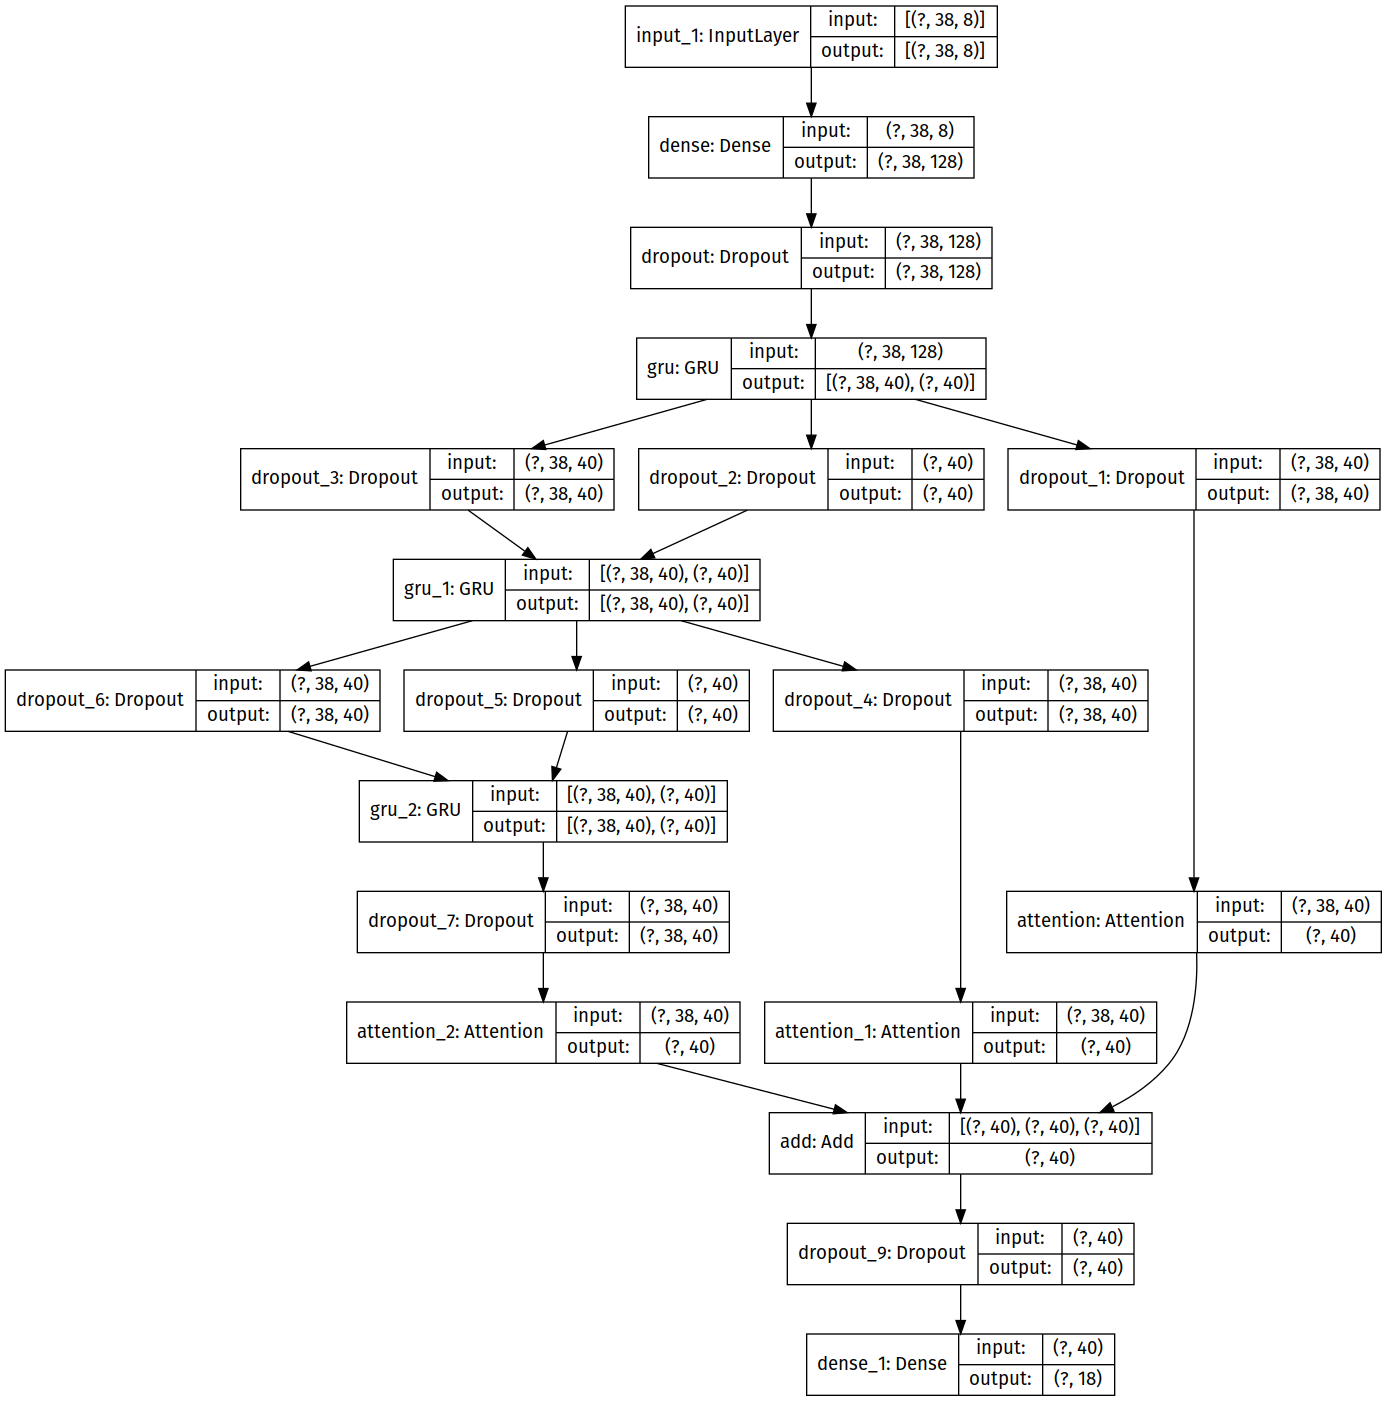 input_1: InputLayer
input:
[(?, 38, 8)]
output:
[(?, 38, 8)]
dense: Dense
input:
(?, 38, 8)
output:
(?, 38, 128)
dropout: Dropout
input:
(?, 38, 128)
output:
(?, 38, 128)
gru: GRU
input:
(?, 38, 128)
output:
[(?, 38, 40), (?, 40)]
dropout_3: Dropout
input:
(?, 38, 40)
output:
(?, 38, 40)
dropout_2: Dropout
input:
(?, 40)
output:
(?, 40)
dropout_1: Dropout
input:
(?, 38, 40)
output:
(?, 38, 40)
gru_1: GRU
input:
[(?, 38, 40), (?, 40)]
output:
[(?, 38, 40), (?, 40)]
dropout_6: Dropout
input:
(?, 38, 40)
output:
(?, 38, 40)
dropout_5: Dropout
input:
(?, 40)
output:
(?, 40)
dropout_4: Dropout
input:
(?, 38, 40)
output:
(?, 38, 40)
gru_2: GRU
input:
[(?, 38, 40), (?, 40)]
output:
[(?, 38, 40), (?, 40)]
dropout_7: Dropout
input:
(?, 38, 40)
output:
(?, 38, 40)
attention: Attention
input:
(?, 38, 40)
output:
(?, 40)
attention_2: Attention
input:
(?, 38, 40)
output:
(?, 40)
attention_1: Attention
input:
(?, 38, 40)
output:
(?, 40)
add: Add
input:
[(?, 40), (?, 40), (?, 40)]
output:
(?, 40)
dropout_9: Dropout
input:
(?, 40)
output:
(?, 40)
dense_1: Dense
input:
(?, 40)
output:
(?, 18)